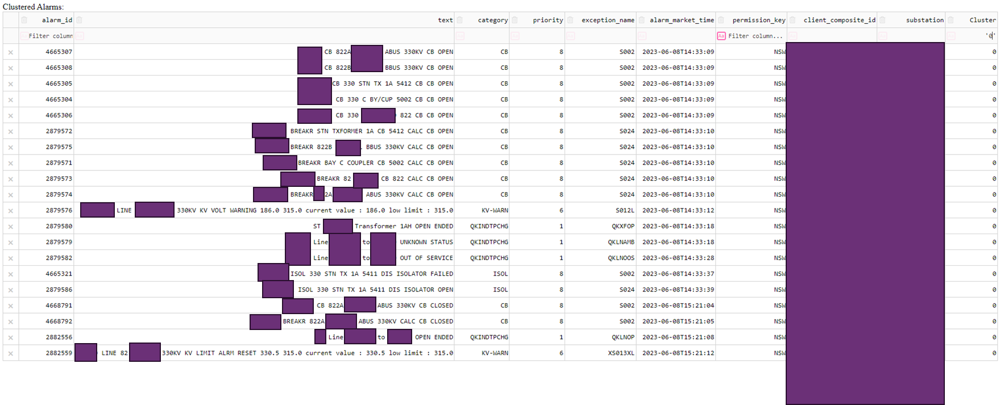 Clustered Alarms:
alarm_id text category priority exception_name alarm_market_time permission_key client_composite_id substation Cluster
Aa Filter column Aa Aa Aa Aa Aa Aa Filter column... Aa Aa Aa '0'
× 4665307 CB 822A ABUS 330KV CB OPEN CB 8 S002 2023-06-08T14:33:09 NSW 0
× 4665308 CB 822B BBUS 330KV CB OPEN CB 8 S002 2023-06-08T14:33:09 NSW 0
× 4665305 CB 330 STN TX 1A 5412 CB CB OPEN CB 8 S002 2023-06-08T14:33:09 NSW 0
× 4665304 CB 330 C BY/CUP 5002 CB CB OPEN CB 8 S002 2023-06-08T14:33:09 NSW 0
× 4665306 CB 330 822 CB CB OPEN CB 8 S002 2023-06-08T14:33:09 NSW 0
× 2879572 BREAKR STN TXFORMER 1A CB 5412 CALC CB OPEN CB 8 S024 2023-06-08T14:33:10 NSW 0
× 2879575 BREAKR 822B BBUS 330KV CALC CB OPEN CB 8 S024 2023-06-08T14:33:10 NSW 0
× 2879571 BREAKR BAY C COUPLER CB 5002 CALC CB OPEN CB 8 S024 2023-06-08T14:33:10 NSW 0
× 2879573 BREAKR 82 CB 822 CALC CB OPEN CB 8 S024 2023-06-08T14:33:10 NSW 0
× 2879574 BREAKR 2A ABUS 330KV CALC CB OPEN CB 8 S024 2023-06-08T14:33:10 NSW 0
× 2879576 LINE 330KV KV VOLT WARNING 186.0 315.0 current value : 186.0 low limit : 315.0 KV-WARN 6 S012L 2023-06-08T14:33:12 NSW 0
× 2879580 ST Transformer 1AH OPEN ENDED QKINDTPCHG 1 QKXFOP 2023-06-08T14:33:18 NSW 0
× 2879579 Line to UNKNOWN STATUS QKINDTPCHG 1 QKLNAMB 2023-06-08T14:33:18 NSW 0
× 2879582 Line to OUT OF SERVICE QKINDTPCHG 1 QKLNOOS 2023-06-08T14:33:28 NSW 0
× 4665321 ISOL 330 STN TX 1A 5411 DIS ISOLATOR FAILED ISOL 8 S002 2023-06-08T14:33:37 NSW 0
× 2879586 ISOL 330 STN TX 1A 5411 DIS ISOLATOR OPEN ISOL 8 S024 2023-06-08T14:33:39 NSW 0
× 4668791 CB 822A ABUS 330KV CB CLOSED CB 8 S002 2023-06-08T15:21:04 NSW 0
× 4668792 BREAKR 822A ABUS 330KV CALC CB CLOSED CB 8 S002 2023-06-08T15:21:05 NSW 0
× 2882556 Line to OPEN ENDED QKINDTPCHG 1 QKLNOP 2023-06-08T15:21:08 NSW 0
× 2882559 LINE 82 330KV KV LIMIT ALRM RESET 330.5 315.0 current value : 330.5 low limit : 315.0 KV-WARN 6 XS013XL 2023-06-08T15:21:12 NSW 0